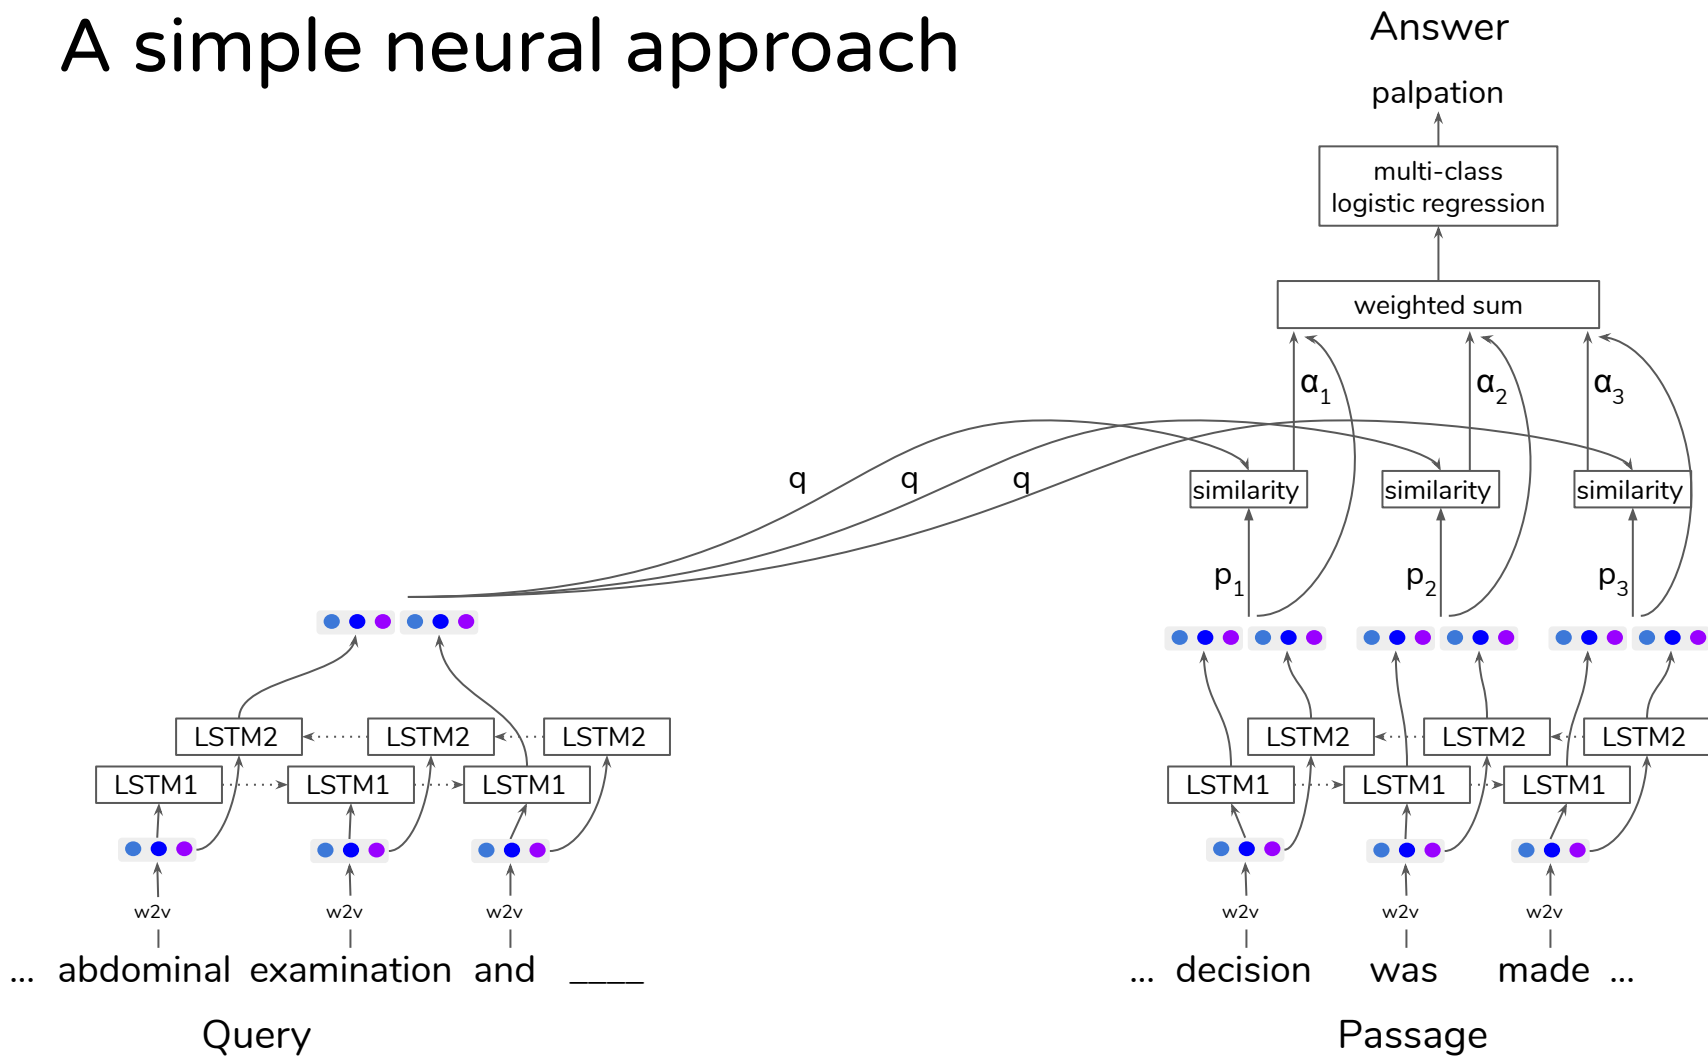 A simple neural approach
Answer
palpation
multi-class
logistic regression
weighted sum
α1 α2 α3
q q q
similarity similarity similarity
p1 p2 p3
LSTM2 LSTM2 LSTM2 LSTM2 LSTM2 LSTM2
LSTM1 LSTM1 LSTM1 LSTM1 LSTM1 LSTM1
w2v w2v w2v w2v w2v w2v
... abdominal examination and ____ ... decision was made ...
Query Passage